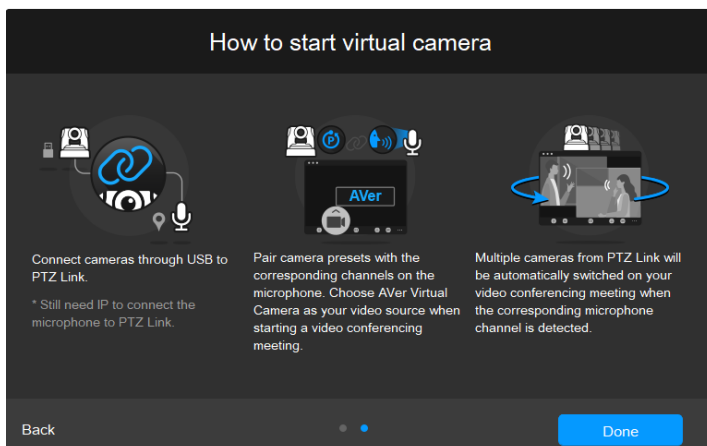 How to start virtual camera
P
AVer
Connect cameras through USB to
PTZ Link.
* Still need IP to connect the
microphone to PTZ Link.
Pair camera presets with the
corresponding channels on the
microphone. Choose AVer Virtual
Camera as your video source when
starting a video conferencing
meeting.
Multiple cameras from PTZ Link will
be automatically switched on your
video conferencing meeting when
the corresponding microphone
channel is detected.
Back
Done